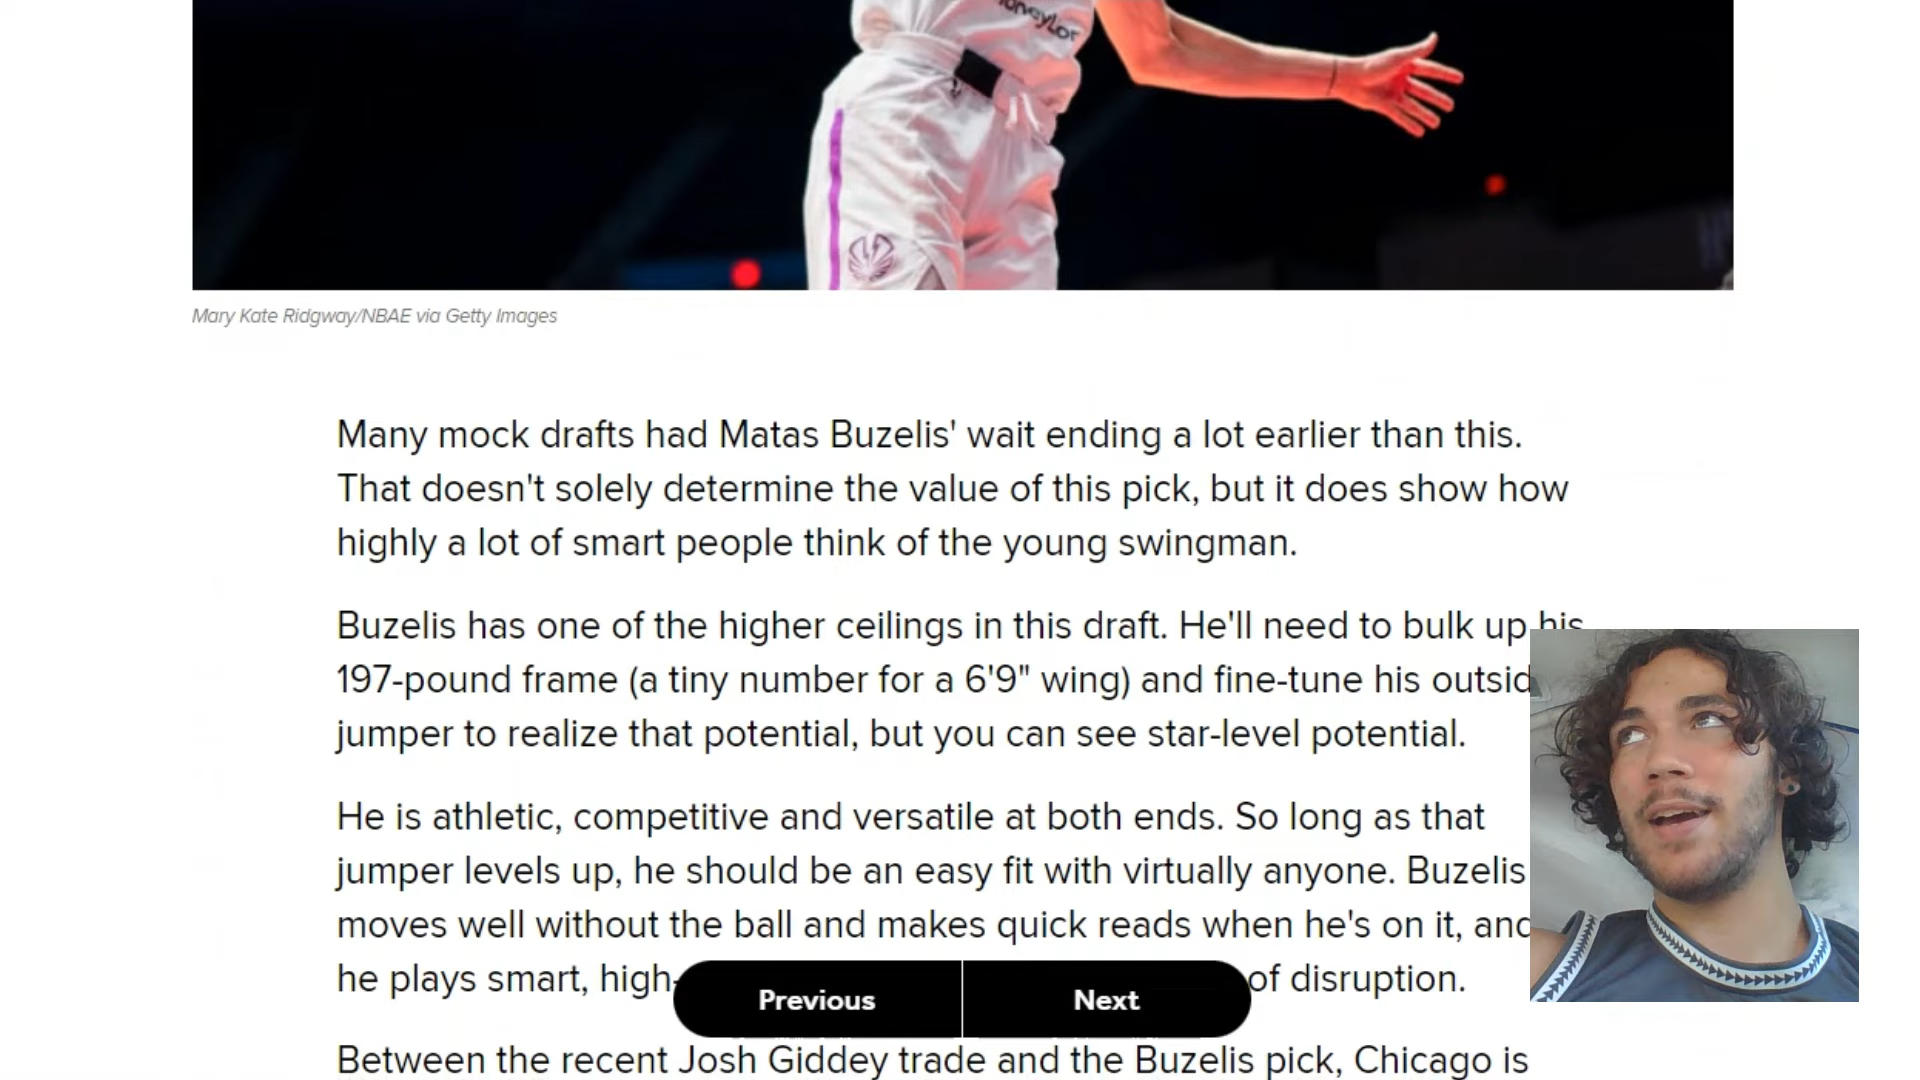 MoneyLo
Mary Kate Ridgway/NBAE via Getty Images
Many mock drafts had Matas Buzelis' wait ending a lot earlier than this.
That doesn't solely determine the value of this pick, but it does show how
highly a lot of smart people think of the young swingman.
Buzelis has one of the higher ceilings in this draft. He'll need to bulk up his
197-pound frame (a tiny number for a 6'9" wing) and fine-tune his outsid
jumper to realize that potential, but you can see star-level potential.
He is athletic, competitive and versatile at both ends. So long as that
jumper levels up, he should be an easy fit with virtually anyone. Buzelis
moves well without the ball and makes quick reads when he's on it, and
he plays smart, high- of disruption.
Previous Next
Between the recent Josh Giddey trade and the Buzelis pick, Chicago is